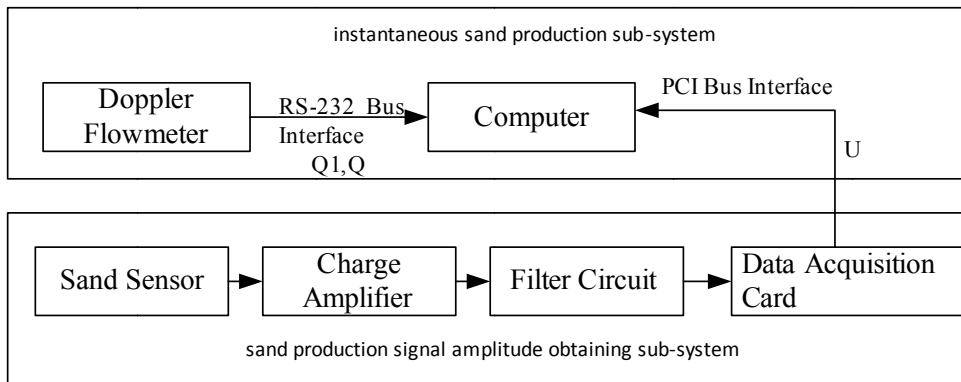 instantaneous sand production sub-system
Doppler
Flowmeter
RS-232 Bus
Interface
Q1,Q
Computer
PCI Bus Interface
U
Sand Sensor
Charge
Amplifier
Filter Circuit
Data Acquisition
Card
sand production signal amplitude obtaining sub-system